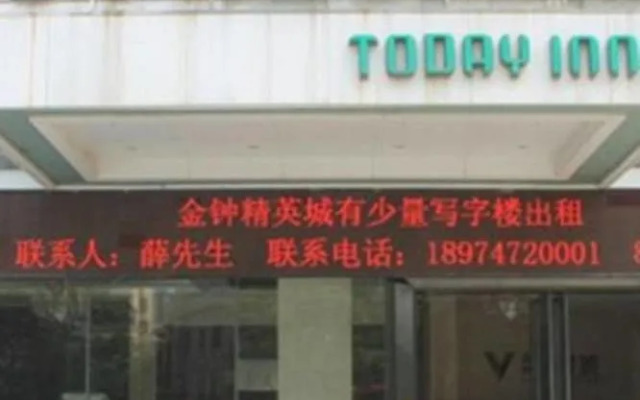 TODAY INN
金钟精英城有少量写字楼出租
联系人：薛先生 联系电话：18974720001 8